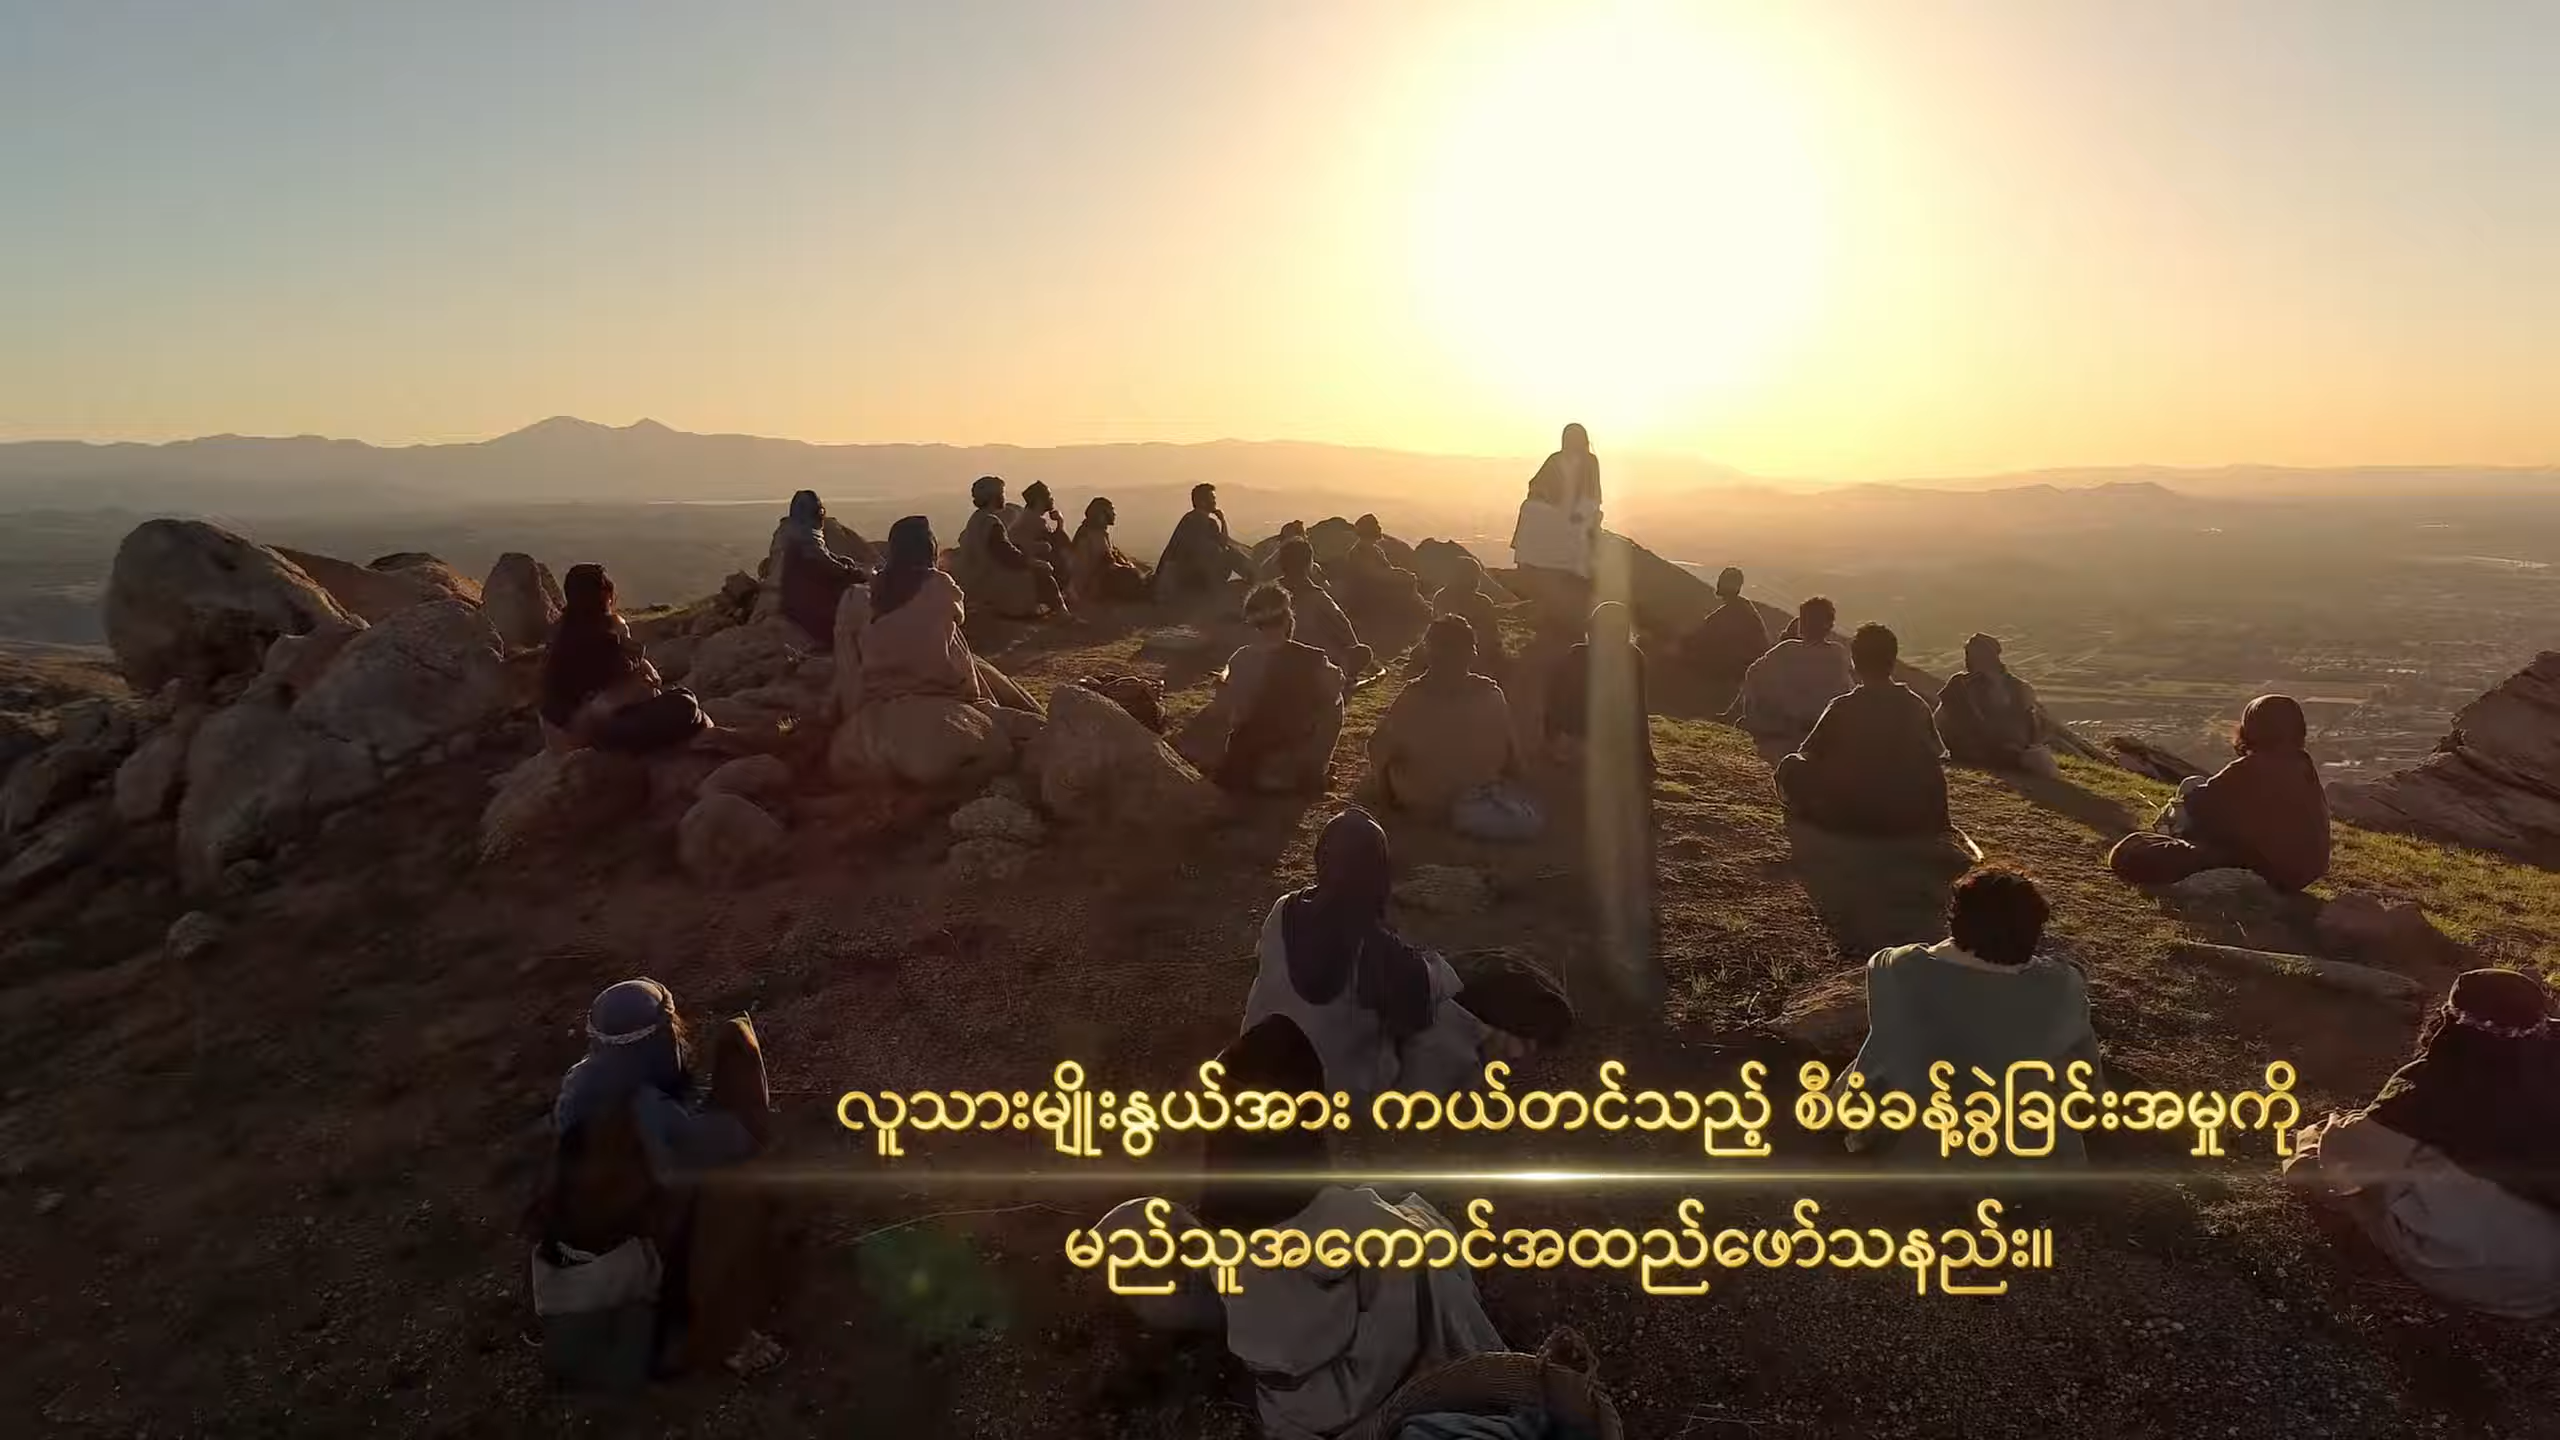 လူသားမျိုးနွယ်အား ကယ်တင်သည့် စီမံခန့်ခွဲခြင်းအမှုကို
မည်သူအကောင်အထည်ဖော်သနည်း။